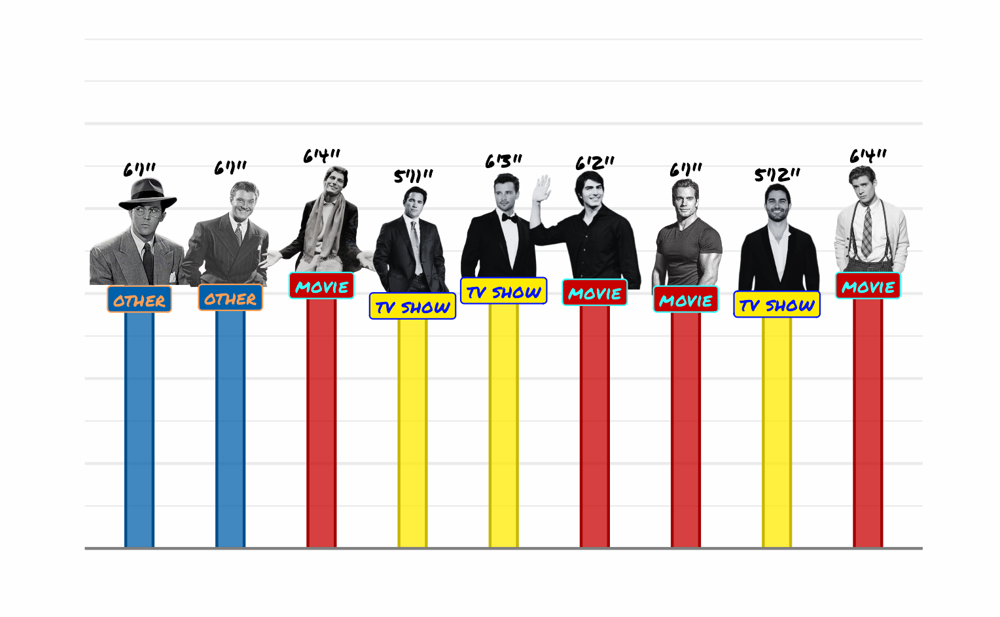 6'1"
6'1"
6'4"
5'11"
6'3"
6'2"
6'1"
5'12"
6'4"
OTHER
OTHER
MOVIE
TV SHOW
TV SHOW
MOVIE
MOVIE
TV SHOW
MOVIE